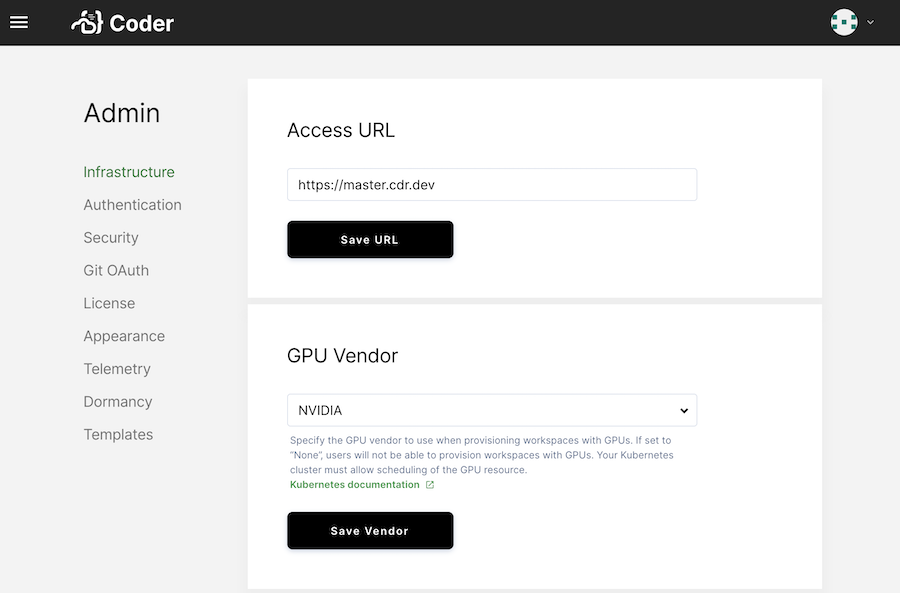 Coder
Admin
Infrastructure
Authentication
Security
Git OAuth
License
Appearance
Telemetry
Dormancy
Templates
Access URL
https://master.cdr.dev
Save URL
GPU Vendor
NVIDIA
Specify the GPU vendor to use when provisioning workspaces with GPUs. If set to
“None”, users will not be able to provision workspaces with GPUs. Your Kubernetes
cluster must allow scheduling of the GPU resource.
Kubernetes documentation
Save Vendor